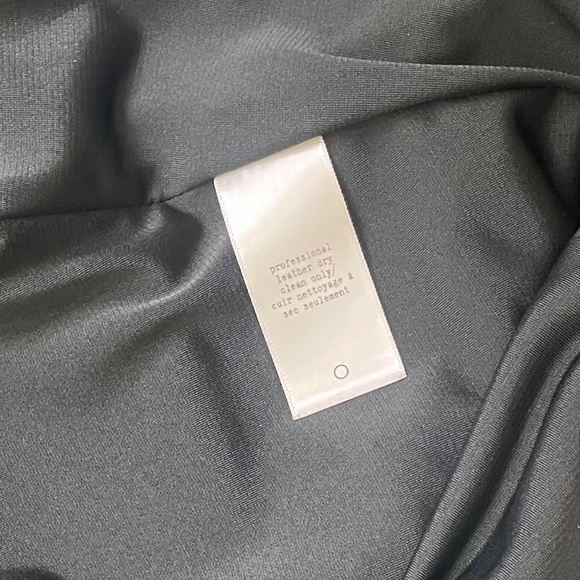 professional
leather dry
clean only/
cuir nettoyage à
sec seulement